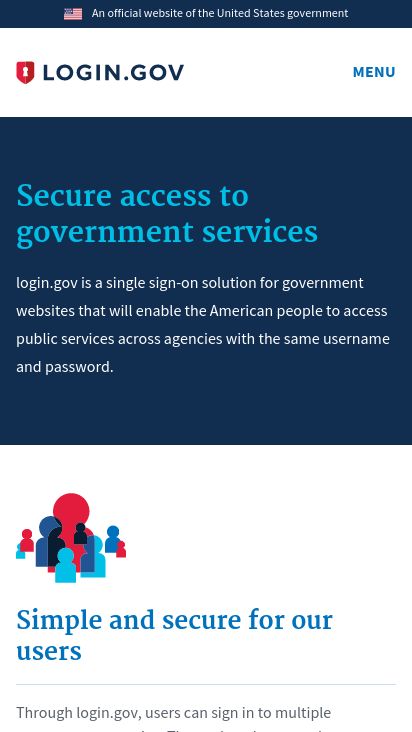 An official website of the United States government
LOGIN.GOV
MENU
Secure access to
government services
login.gov is a single sign-on solution for government
websites that will enable the American people to access
public services across agencies with the same username
and password.
Simple and secure for our
users
Through login.gov, users can sign in to multiple